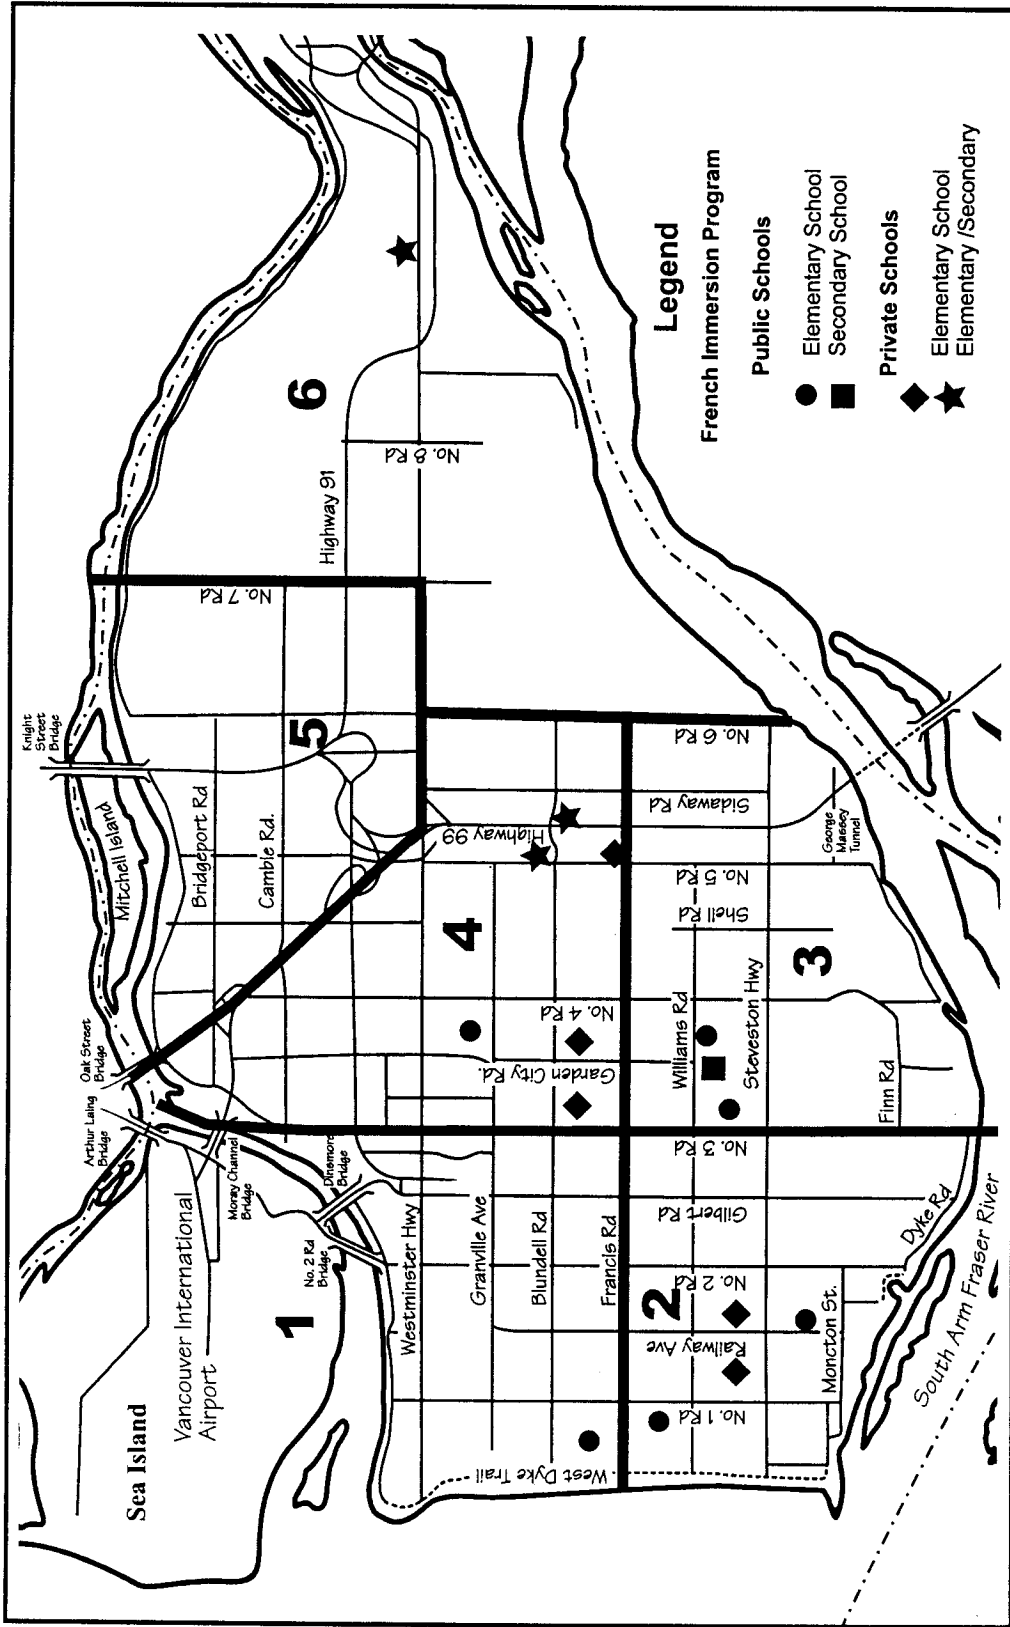 Sea Island
Vancouver International
Airport
1
No. 2 Rd
Bridge
Dinsmore
Bridge
Moray Channel
Bridge
Arthur Laing
Bridge
Oak Street
Bridge
Mitchell Island
Knight
Street
Bridge
Bridgeport Rd
Cambie Rd.
5
No. 7 Rd
Highway 91
6
No. 8 Rd
Westminster Hwy
Granville Ave
Blundell Rd
Francis Rd
West Dyke Trail
4
No. 4 Rd
Garden City Rd.
Highway 99
2
No. 1 Rd
Railway Ave
No. 2 Rd
Gilbert Rd
No. 3 Rd
Williams Rd
Steveston Hwy
Shell Rd
No. 5 Rd
Sidaway Rd
No. 6 Rd
3
George
Massey
Tunnel
Finn Rd
Moncton St.
Dyke Rd
South Arm Fraser River
Legend
French Immersion Program
Public Schools
Elementary School
Secondary School
Private Schools
Elementary School
Elementary /Secondary